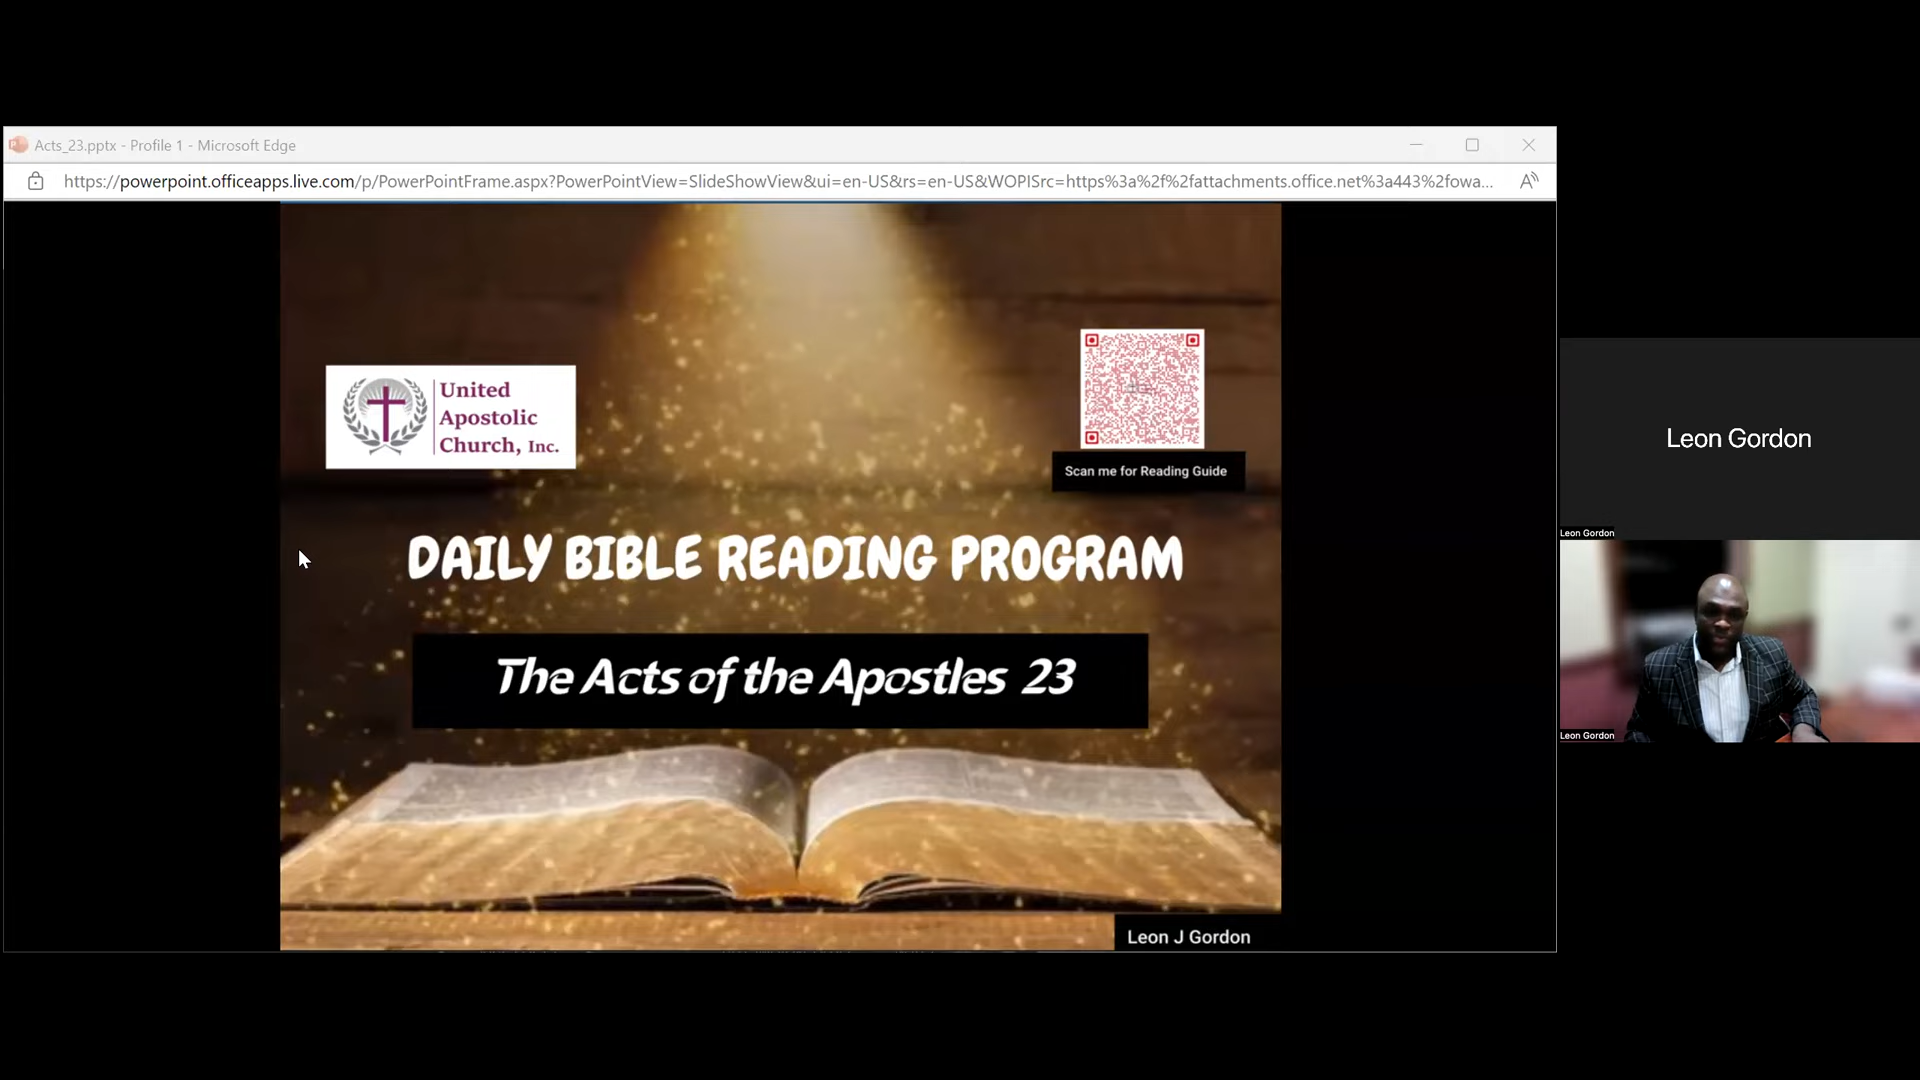 Acts_23.pptx - Profile 1 - Microsoft Edge
https://powerpoint.officeapps.live.com/p/PowerPointFrame.aspx?PowerPointView=SlideShowView&ui=en-US&rs=en-US&WOPISrc=https%3a%2f%2fattachments.office.net%3a443%2fowa...
United
Apostolic
Church, Inc.
Scan me for Reading Guide
DAILY BIBLE READING PROGRAM
The Acts of the Apostles 23
Leon J Gordon
Leon Gordon
Leon Gordon
Leon Gordon